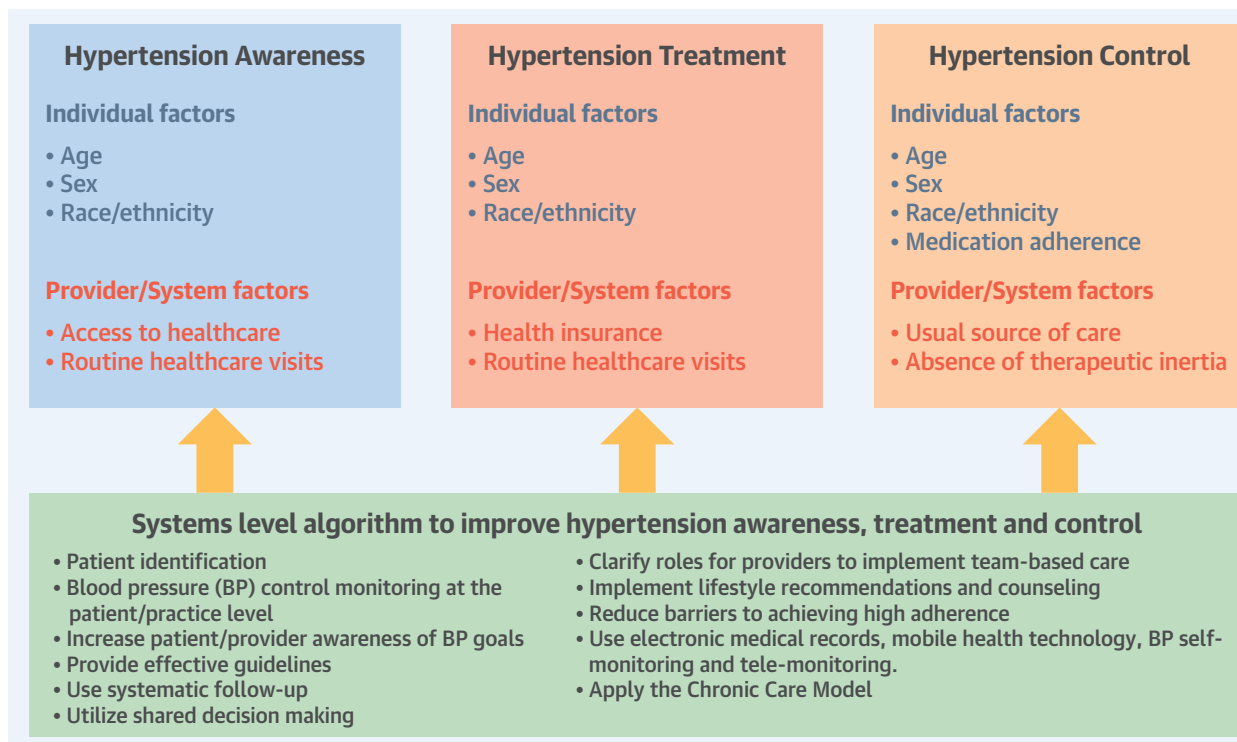 Hypertension Awareness
Individual factors
• Age
• Sex
• Race/ethnicity
Provider/System factors
• Access to healthcare
• Routine healthcare visits
Hypertension Treatment
Individual factors
• Age
• Sex
• Race/ethnicity
Provider/System factors
• Health insurance
• Routine healthcare visits
Hypertension Control
Individual factors
• Age
• Sex
• Race/ethnicity
• Medication adherence
Provider/System factors
• Usual source of care
• Absence of therapeutic inertia
Systems level algorithm to improve hypertension awareness, treatment and control
• Patient identification
• Blood pressure (BP) control monitoring at the
patient/practice level
• Increase patient/provider awareness of BP goals
• Provide effective guidelines
• Use systematic follow-up
• Utilize shared decision making
• Clarify roles for providers to implement team-based care
• Implement lifestyle recommendations and counseling
• Reduce barriers to achieving high adherence
• Use electronic medical records, mobile health technology, BP self-
monitoring and tele-monitoring.
• Apply the Chronic Care Model